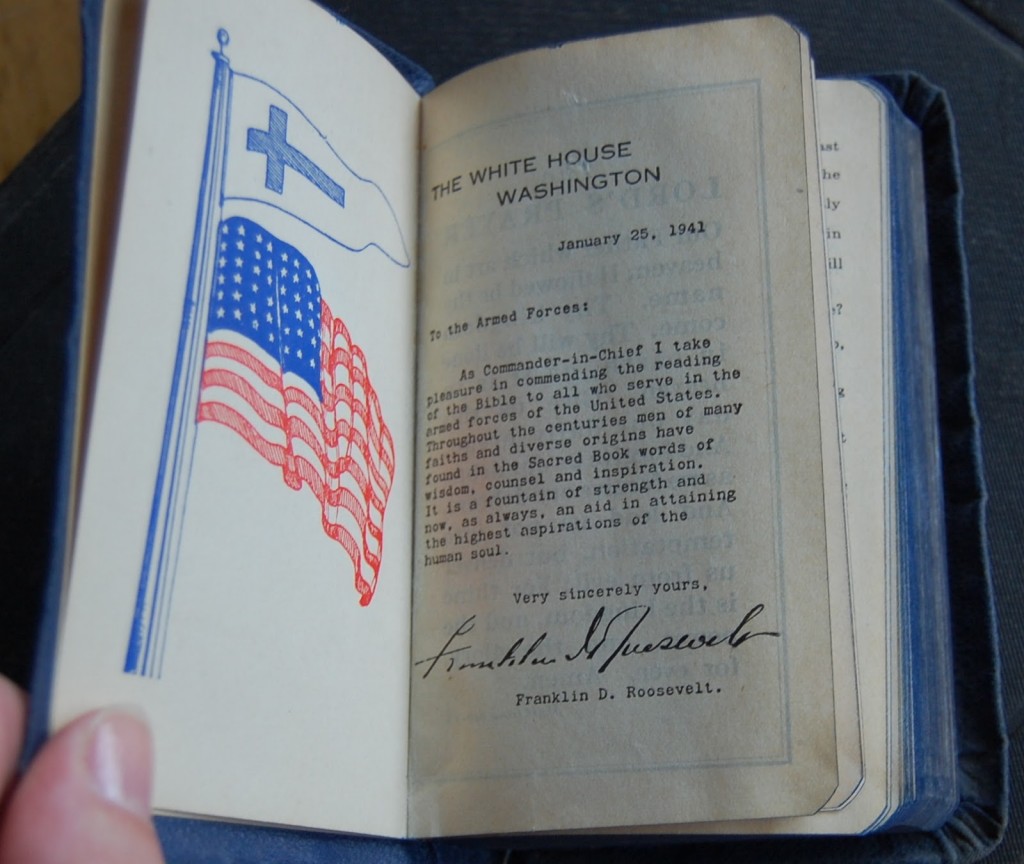 THE WHITE HOUSE
WASHINGTON
January 25, 1941
To the Armed Forces:
As Commander-in-Chief I take
pleasure in commending the reading
of the Bible to all who serve in the
armed forces of the United States.
Throughout the centuries men of many
faiths and diverse origins have
found in the Sacred Book words of
wisdom, counsel and inspiration.
It is a fountain of strength and
now, as always, an aid in attaining
the highest aspirations of the
human soul.
Very sincerely yours,
Franklin D. Roosevelt
Franklin D. Roosevelt.